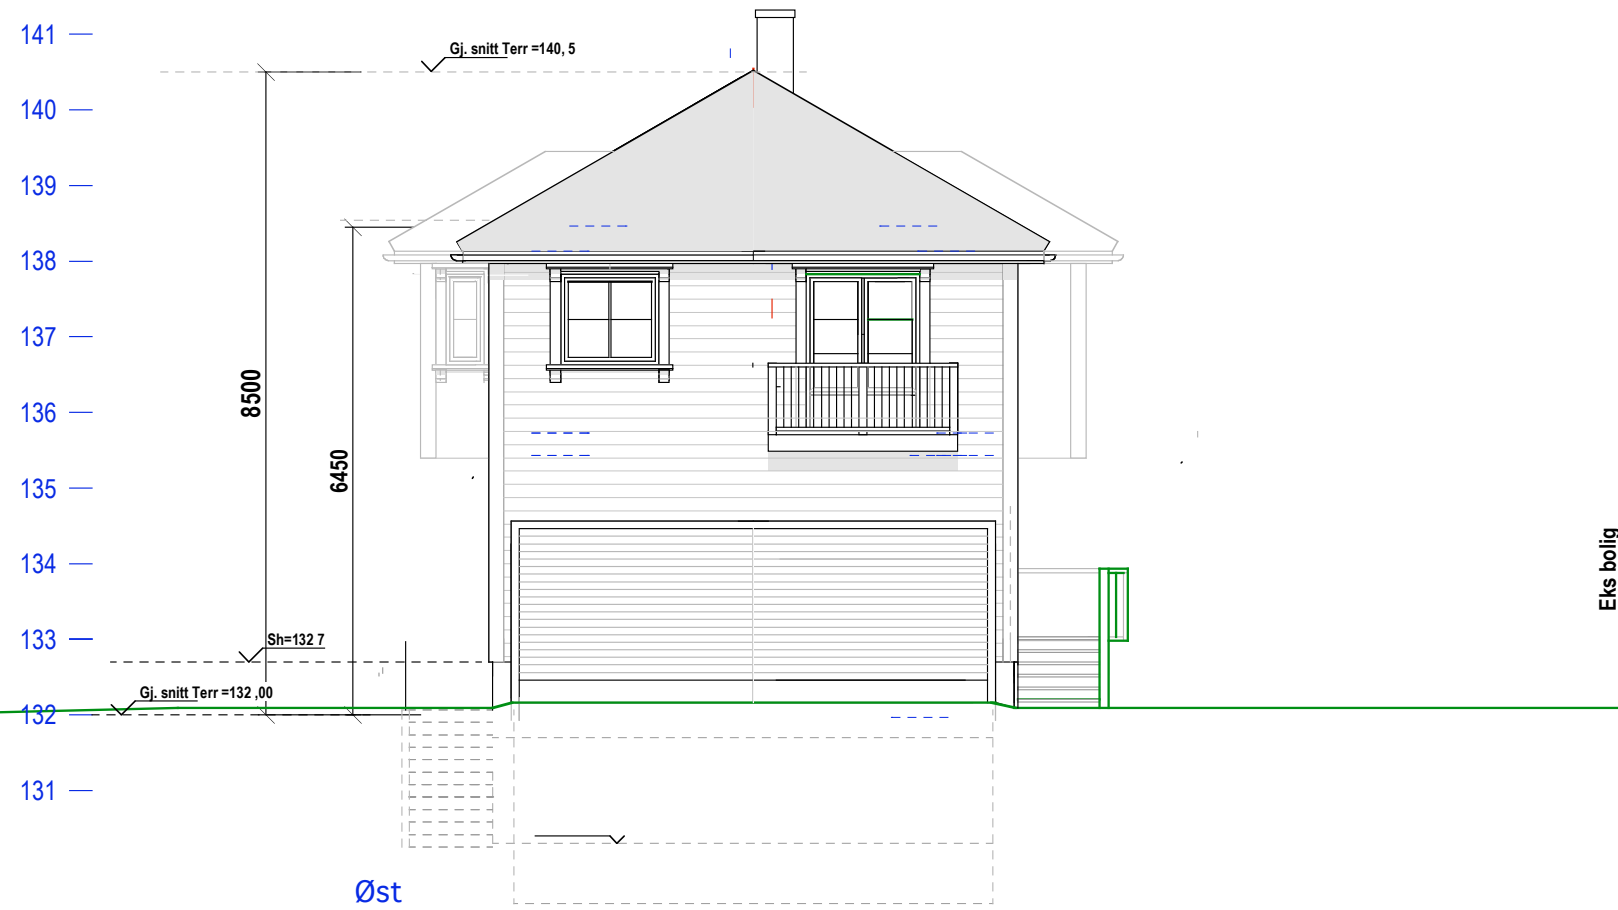 141
Gj. snitt Terr =140, 5
140
139
138
137
8500
136
6450
135
134
Eks bolig
133
Sh=132 7
Gj. snitt Terr =132 ,00
132
131
Øst